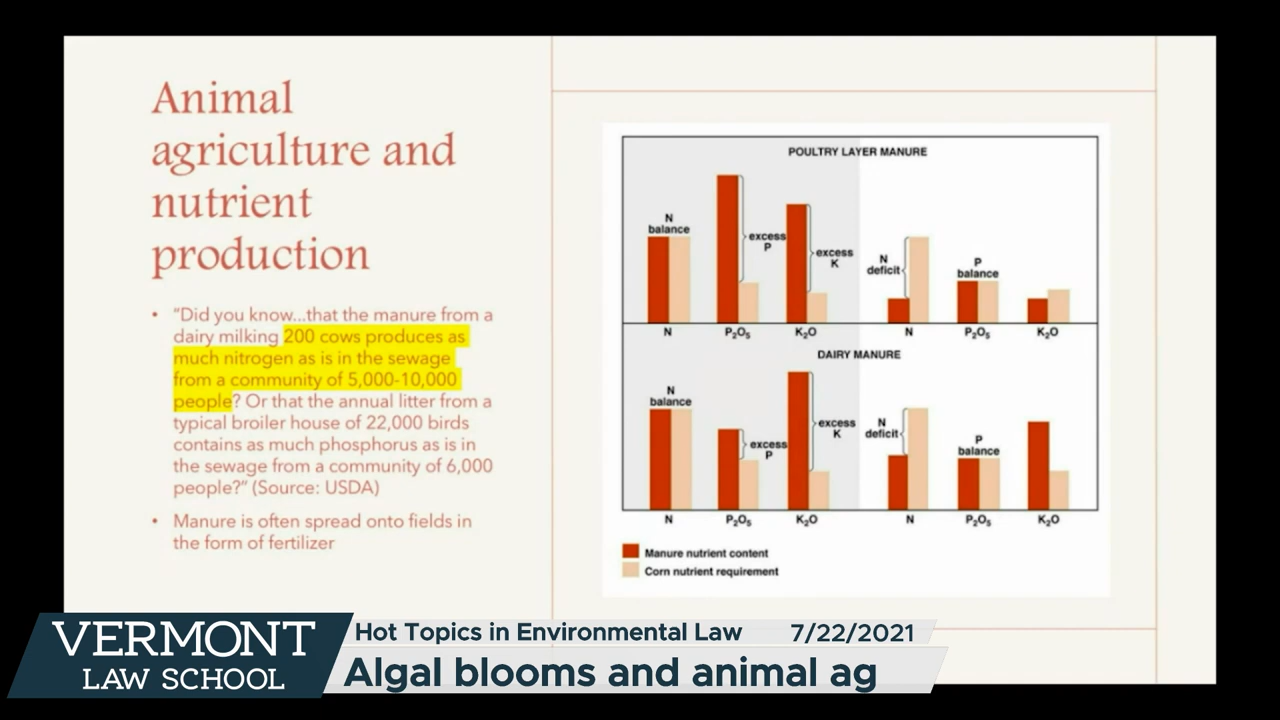 Animal
agriculture and
nutrient
production
• "Did you know...that the manure from a
dairy milking 200 cows produces as
much nitrogen as is in the sewage
from a community of 5,000-10,000
people? Or that the annual litter from a
typical broiler house of 22,000 birds
contains as much phosphorus as is in
the sewage from a community of 6,000
people?" (Source: USDA)
• Manure is often spread onto fields in
the form of fertilizer
POULTRY LAYER MANURE
N
balance
excess
P
excess
K
N
deficit
P
balance
N
P₂O₅
K₂O
N
P₂O₅
K₂O
DAIRY MANURE
N
balance
excess
P
excess
K
N
deficit
P
balance
N
P₂O₅
K₂O
N
P₂O₅
K₂O
Manure nutrient content
Corn nutrient requirement
VERMONT
LAW SCHOOL
Hot Topics in Environmental Law 7/22/2021
Algal blooms and animal ag